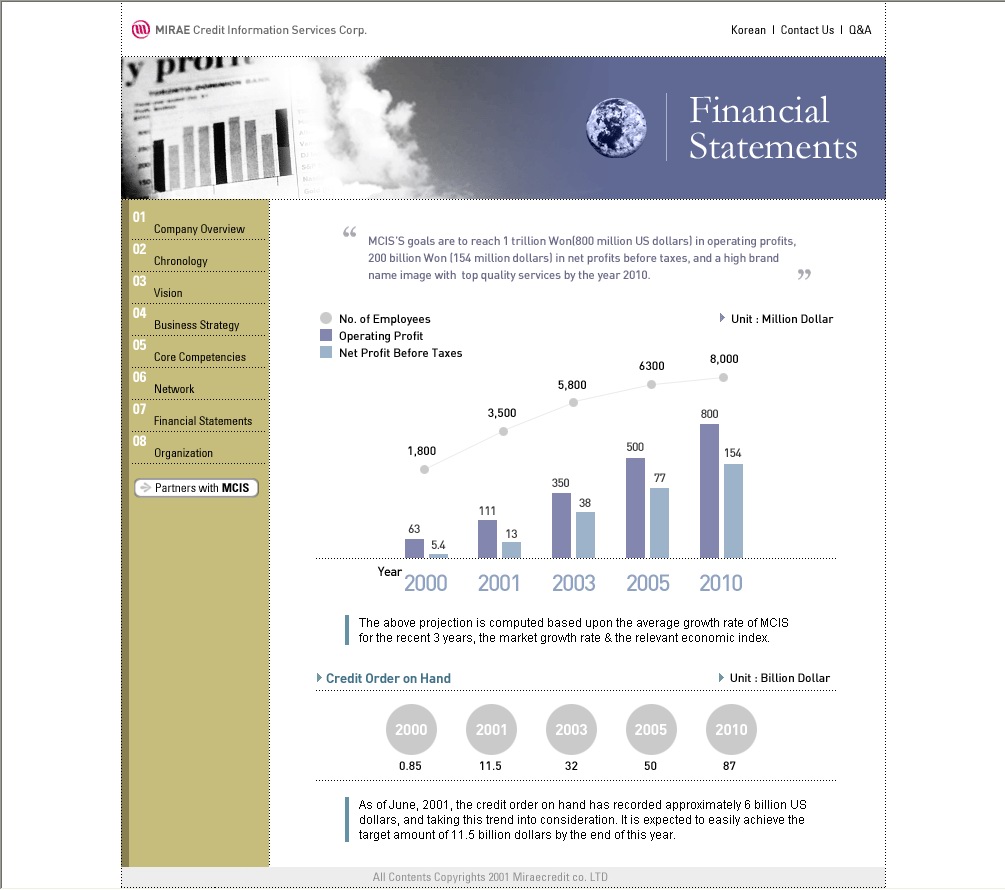 MIRAE Credit Information Services Corp.
Korean | Contact Us | Q&A
y profit
TORONTO-DOMINION BANK
Financial
Statements
01
Company Overview
02
Chronology
03
Vision
04
Business Strategy
05
Core Competencies
06
Network
07
Financial Statements
08
Organization
Partners with MCIS
“ MCIS'S goals are to reach 1 trillion Won(800 million US dollars) in operating profits,
200 billion Won (154 million dollars) in net profits before taxes, and a high brand
name image with top quality services by the year 2010. ”
No. of Employees
Operating Profit
Net Profit Before Taxes
Unit : Million Dollar
1,800 3,500 5,800 6300 8,000
63 5.4 111 13 350 38 500 77 800 154
Year 2000 2001 2003 2005 2010
The above projection is computed based upon the average growth rate of MCIS
for the recent 3 years, the market growth rate & the relevant economic index.
Credit Order on Hand
Unit : Billion Dollar
2000 2001 2003 2005 2010
0.85 11.5 32 50 87
As of June, 2001, the credit order on hand has recorded approximately 6 billion US
dollars, and taking this trend into consideration. It is expected to easily achieve the
target amount of 11.5 billion dollars by the end of this year.
All Contents Copyrights 2001 Miraecredit co. LTD